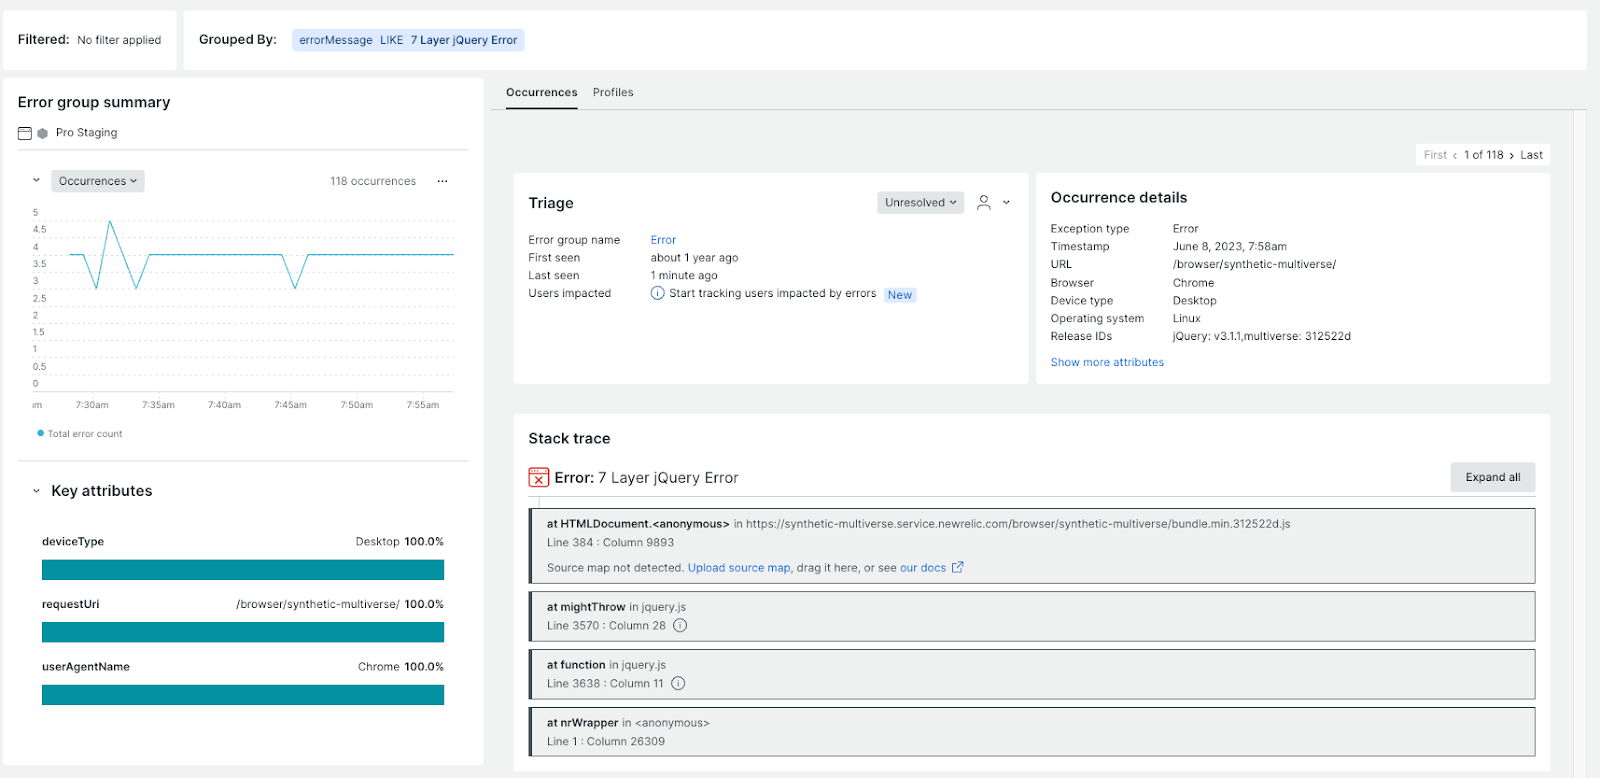 Filtered: No filter applied
Grouped By: errorMessage LIKE 7 Layer jQuery Error
Error group summary
Pro Staging
Occurrences
118 occurrences ...
5
4.5
4
3.5
3
2.5
2
1.5
1
0.5
0
7:30am 7:35am 7:40am 7:45am 7:50am 7:55am
Total error count
Key attributes
deviceType Desktop 100.0%
requestUri /browser/synthetic-multiverse/ 100.0%
userAgentName Chrome 100.0%
Occurrences Profiles
First ‹ 1 of 118 › Last
Triage
Unresolved
Error group name Error
First seen about 1 year ago
Last seen 1 minute ago
Users impacted Start tracking users impacted by errors New
Occurrence details
Exception type Error
Timestamp June 8, 2023, 7:58am
URL /browser/synthetic-multiverse/
Browser Chrome
Device type Desktop
Operating system Linux
Release IDs jQuery: v3.1.1,multiverse: 312522d
Show more attributes
Stack trace
Error: 7 Layer jQuery Error
Expand all
at HTMLDocument.<anonymous> in https://synthetic-multiverse.service.newrelic.com/browser/synthetic-multiverse/bundle.min.312522d.js
Line 384 : Column 9893
Source map not detected. Upload source map, drag it here, or see our docs
at mightThrow in jquery.js
Line 3570 : Column 28
at function in jquery.js
Line 3638 : Column 11
at nrWrapper in <anonymous>
Line 1 : Column 26309